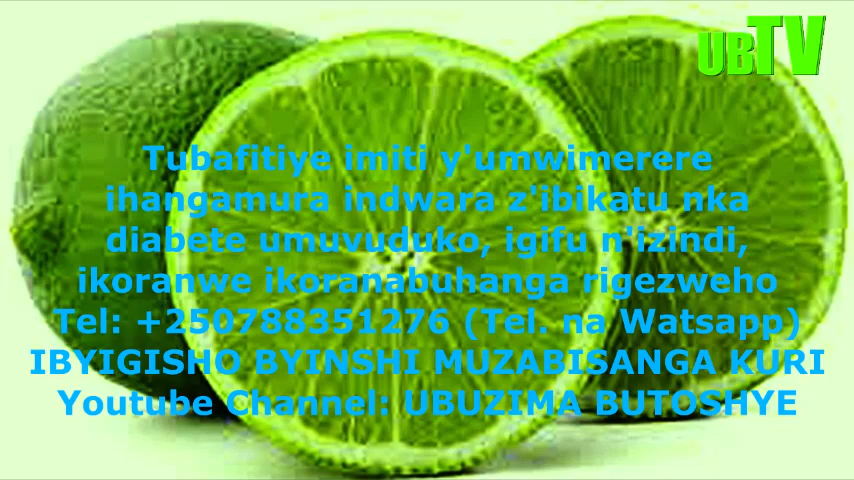 UBTV
Tubafitiye imiti y'umwimerere
ihangamura indwara z'ibikatu nka
diabete umuvuduko, igifu n'izindi,
ikoranwe ikoranabuhanga rigezweho
Tel: +250788351276 (Tel. na Watsapp)
IBYIGISHO BYINSHI MUZABISANGA KURI
Youtube Channel: UBUZIMA BUTOSHYE